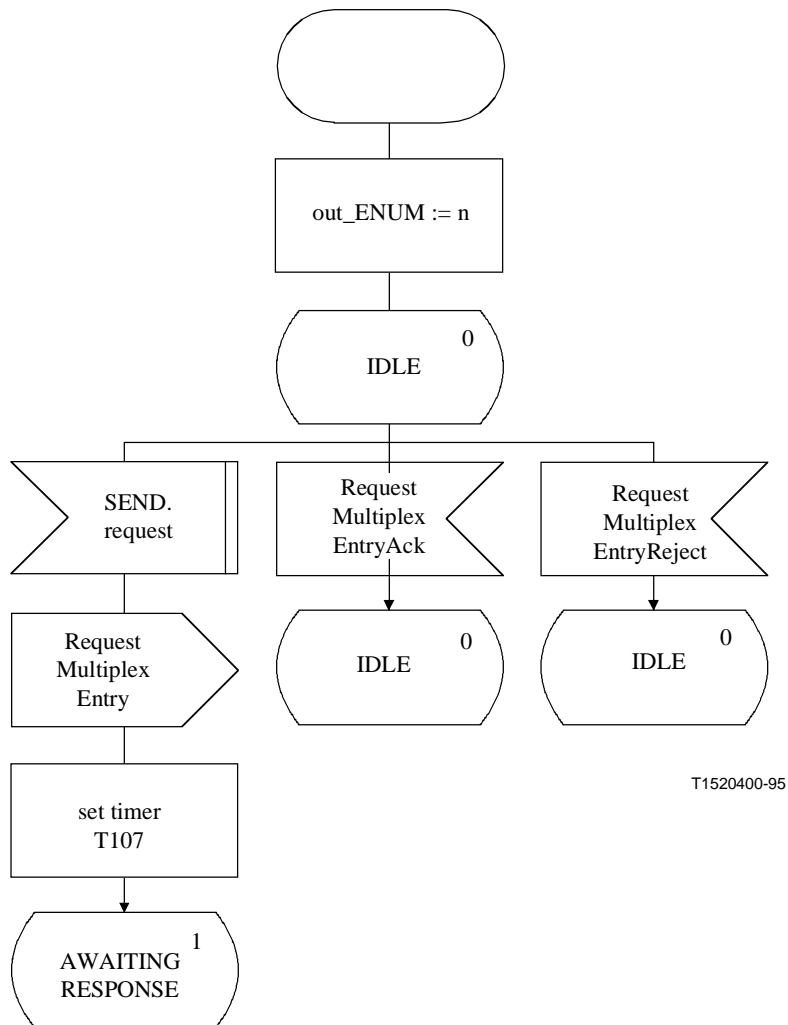 out_ENUM := n
0
IDLE
SEND.
request
Request
Multiplex
EntryAck
Request
Multiplex
EntryReject
Request
Multiplex
Entry
0
IDLE
0
IDLE
set timer
T107
T1520400-95
1
AWAITING
RESPONSE